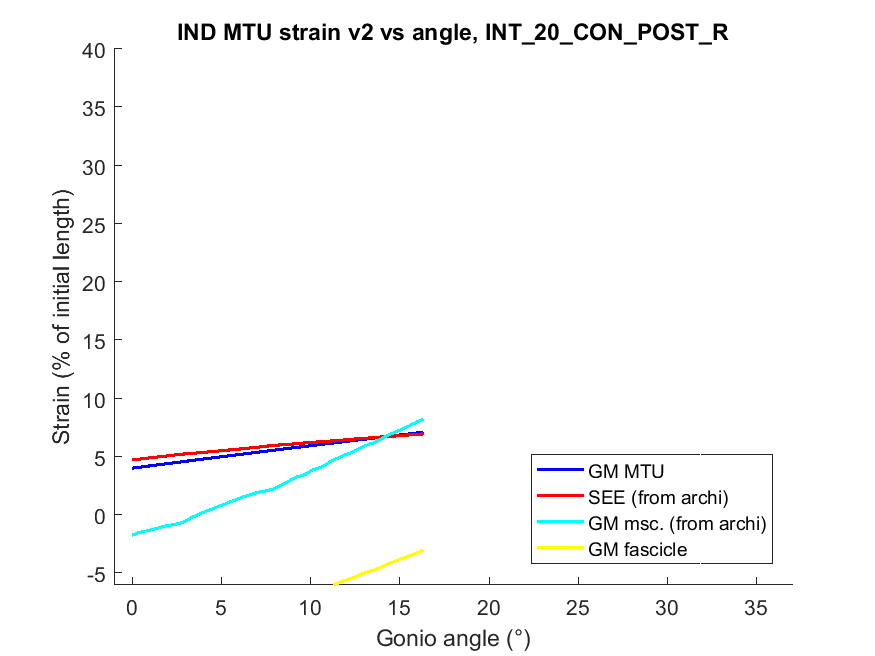 IND MTU strain v2 vs angle, INT_20_CON_POST_R
40
35
30
25
20
15
10
5
0
-5
Strain (% of initial length)
0 5 10 15 20 25 30 35
Gonio angle (°)
GM MTU
SEE (from archi)
GM msc. (from archi)
GM fascicle